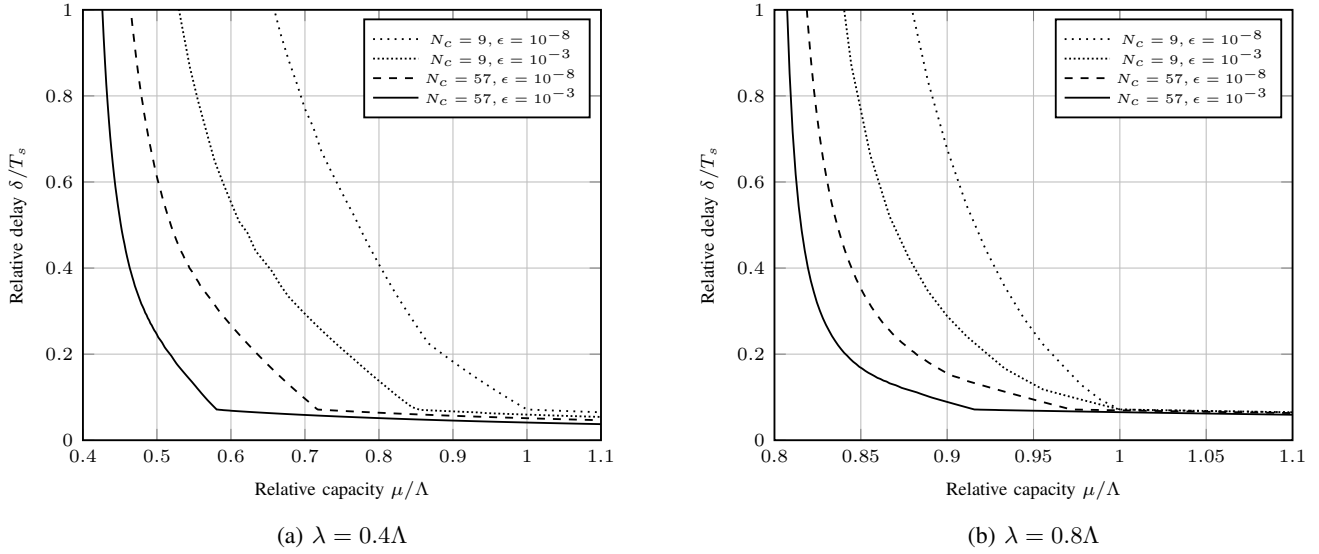 1
0.8
0.6
0.4
0.2
0
0.4
0.5
0.6
0.7
0.8
0.9
1
1.1
Relative delay δ/T_s
Relative capacity μ/Λ
N_c = 9, ϵ = 10^{-8}
N_c = 9, ϵ = 10^{-3}
N_c = 57, ϵ = 10^{-8}
N_c = 57, ϵ = 10^{-3}
(a) λ = 0.4Λ
1
0.8
0.6
0.4
0.2
0
0.8
0.85
0.9
0.95
1
1.05
1.1
Relative delay δ/T_s
Relative capacity μ/Λ
N_c = 9, ϵ = 10^{-8}
N_c = 9, ϵ = 10^{-3}
N_c = 57, ϵ = 10^{-8}
N_c = 57, ϵ = 10^{-3}
(b) λ = 0.8Λ